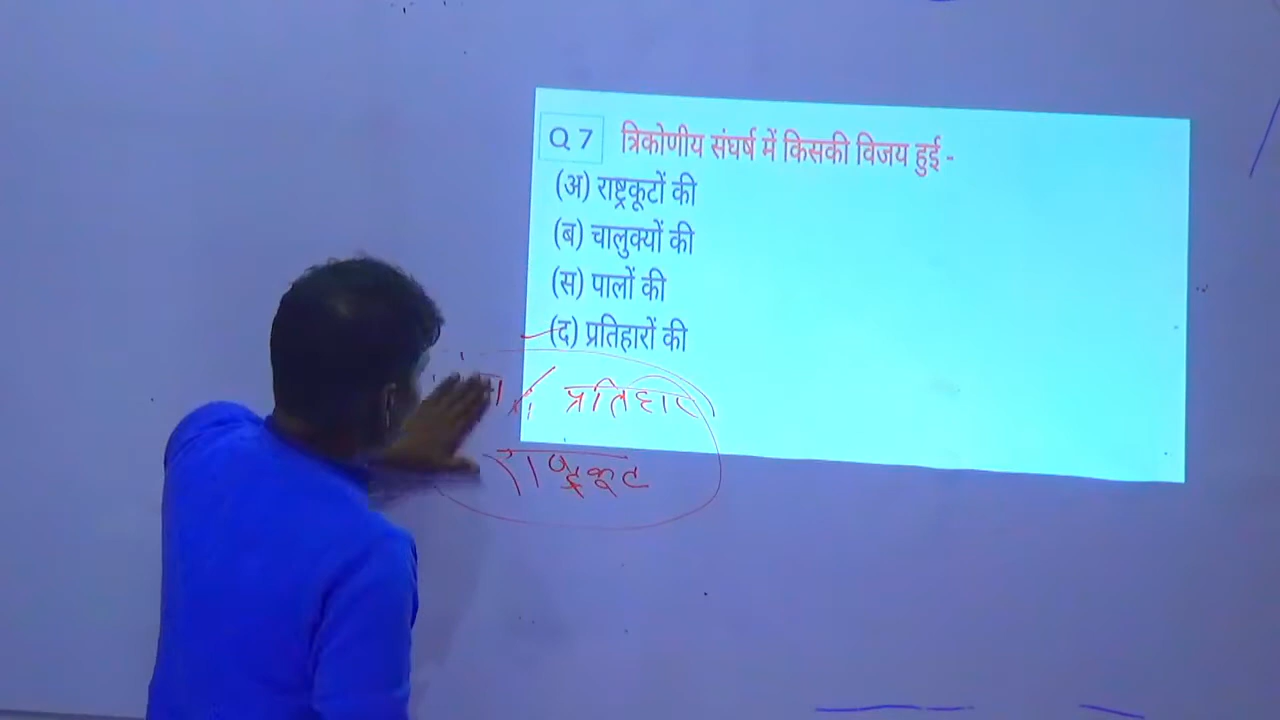 Q 7 त्रिकोणीय संघर्ष में किसकी विजय हुई -
(अ) राष्ट्रकूटों की
(ब) चालुक्यों की
(स) पालों की
(द) प्रतिहारों की
प्रतिहार
राष्ट्रकूट